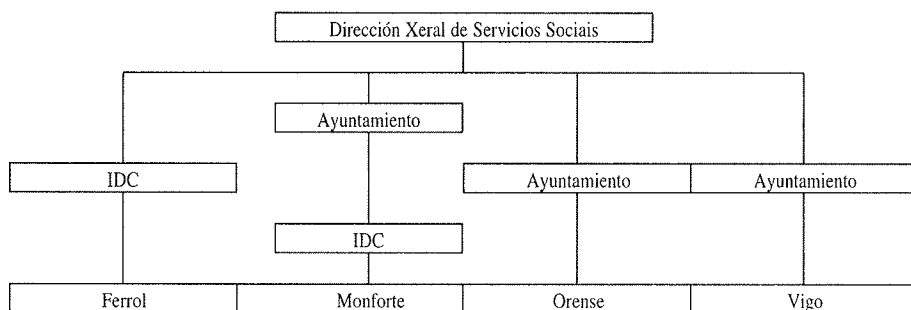 Dirección Xeral de Servicios Sociais
Ayuntamiento
IDC
Ayuntamiento
Ayuntamiento
IDC
Ferrol
Monforte
Orense
Vigo